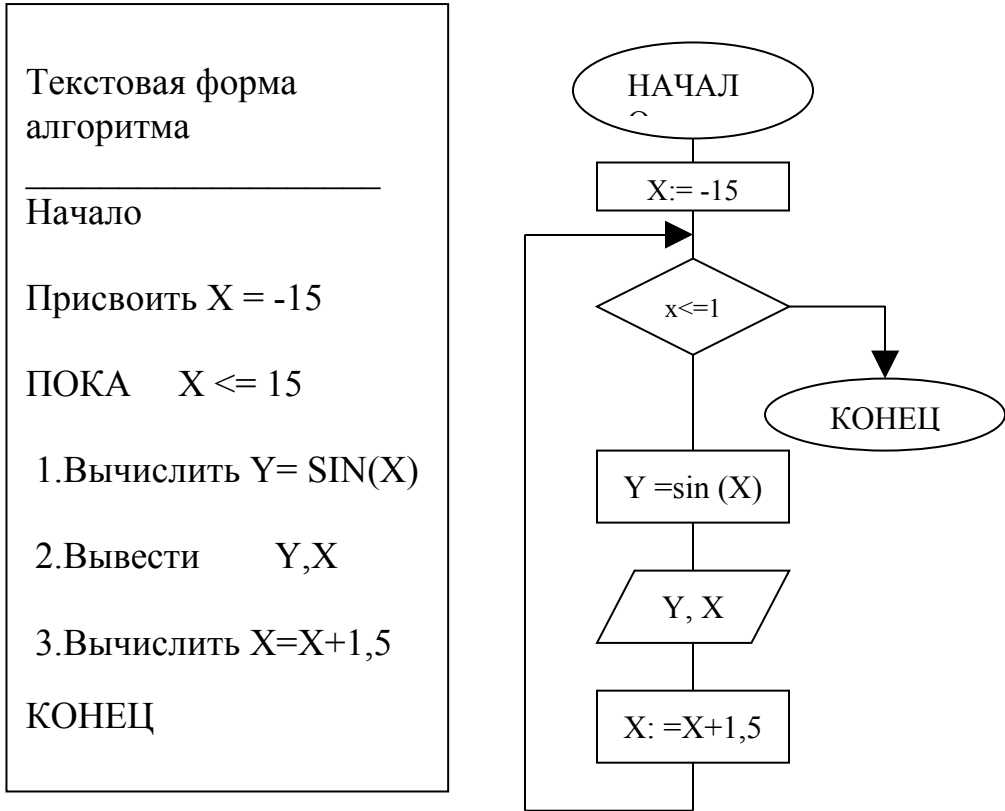 Текстовая форма
алгоритма
Начало
Присвоить X = -15
ПОКА X <= 15
1.Вычислить Y= SIN(X)
2.Вывести Y,X
3.Вычислить X=X+1,5
КОНЕЦ
НАЧАЛ
X:= -15
x<=1
КОНЕЦ
Y =sin (X)
Y, X
X: =X+1,5